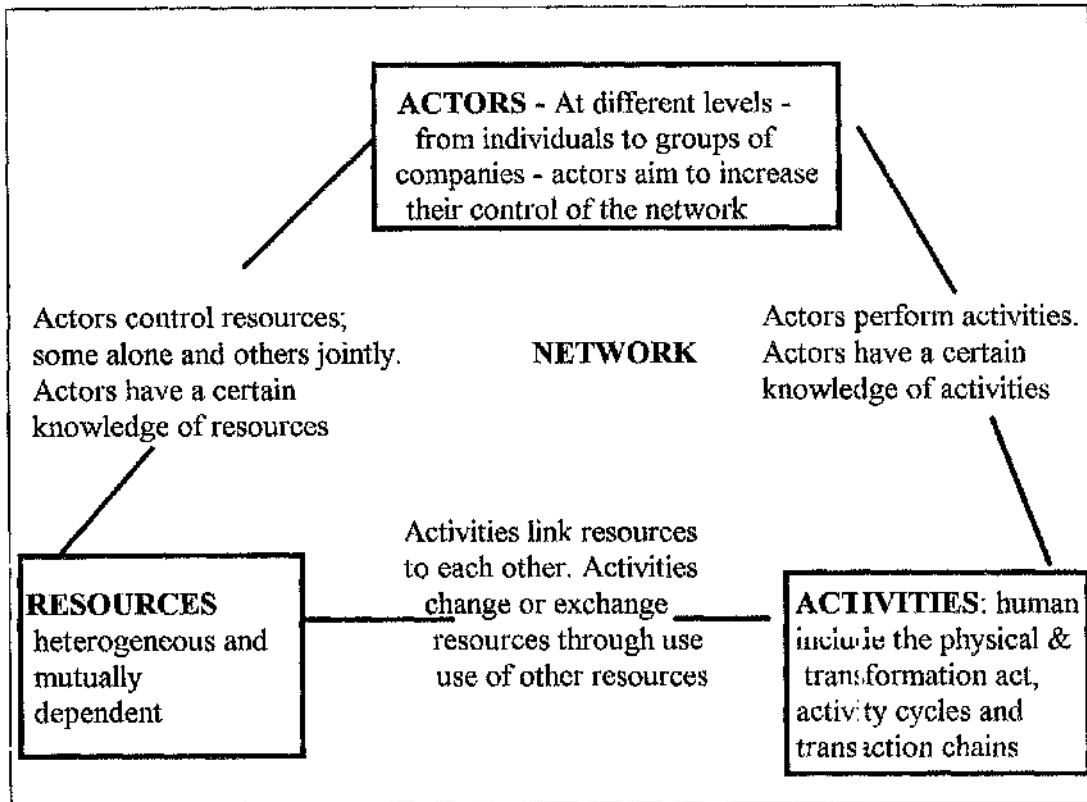 ACTORS - At different levels -
from individuals to groups of
companies - actors aim to increase
their control of the network
Actors control resources;
some alone and others jointly.
Actors have a certain
knowledge of resources
NETWORK
Actors perform activities.
Actors have a certain
knowledge of activities
Activities link resources
to each other. Activities
change or exchange
resources through use
use of other resources
RESOURCES
heterogeneous and
mutually
dependent
ACTIVITIES: human
include the physical &
transformation act,
activity cycles and
transaction chains